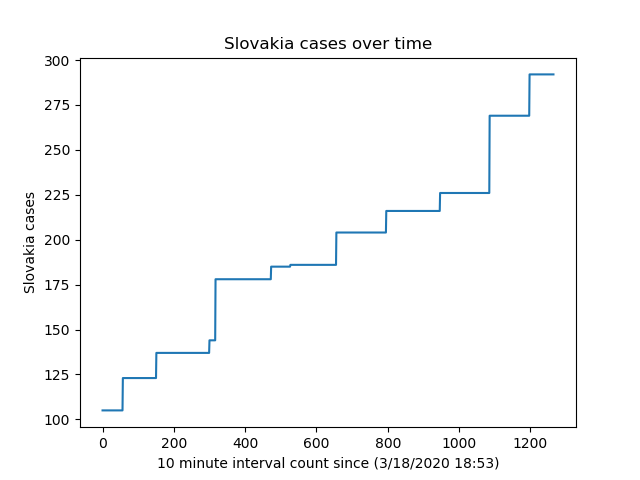 Slovakia cases over time
300
275
250
225
200
175
150
125
100
Slovakia cases
0 200 400 600 800 1000 1200
10 minute interval count since (3/18/2020 18:53)